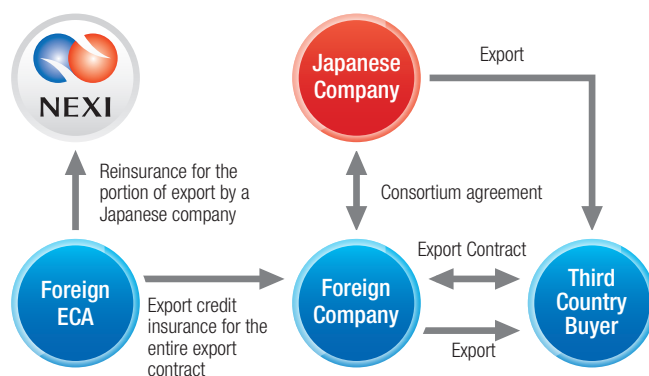 NEXI
Japanese
Company
Export
Reinsurance for the
portion of export by a
Japanese company
Consortium agreement
Foreign
ECA
Export credit
insurance for the
entire export
contract
Foreign
Company
Export Contract
Export
Third
Country
Buyer